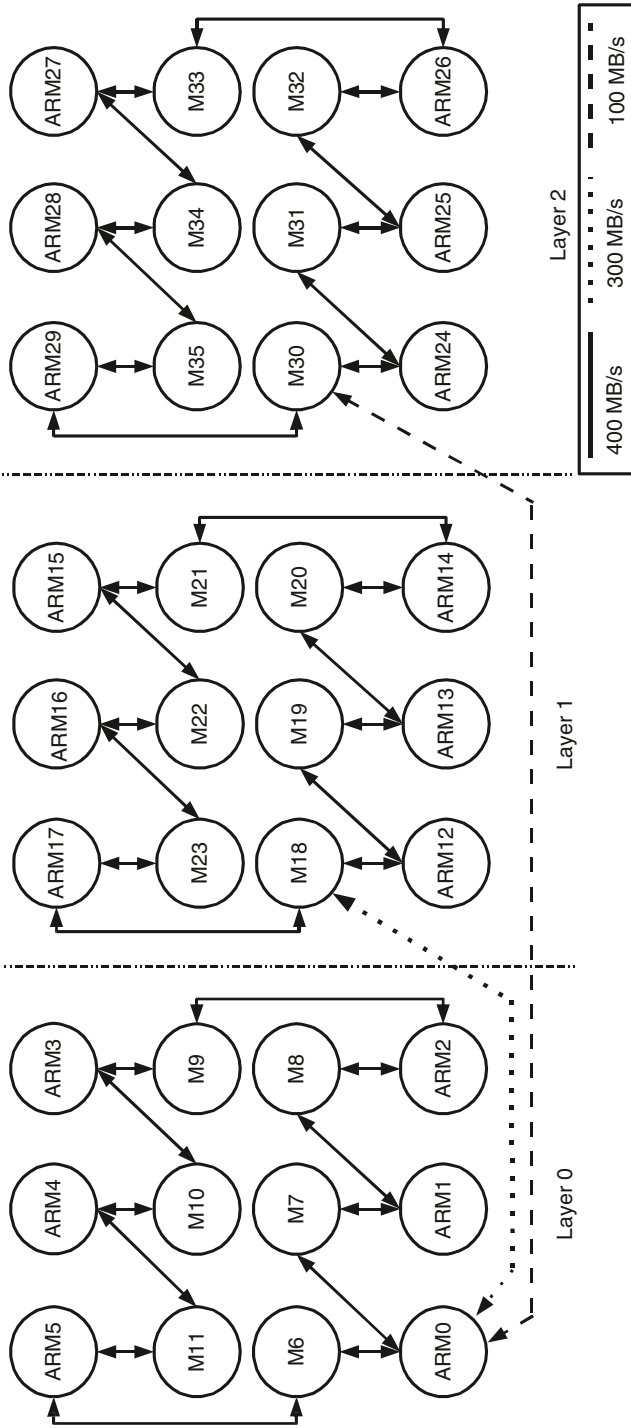 ARM5 ARM4 ARM3 ARM17 ARM16 ARM15 ARM29 ARM28 ARM27
M11 M10 M9 M23 M22 M21 M35 M34 M33
M6 M7 M8 M18 M19 M20 M30 M31 M32
ARM0 ARM1 ARM2 ARM12 ARM13 ARM14 ARM24 ARM25 ARM26
Layer 0 Layer 1 Layer 2
400 MB/s 300 MB/s 100 MB/s